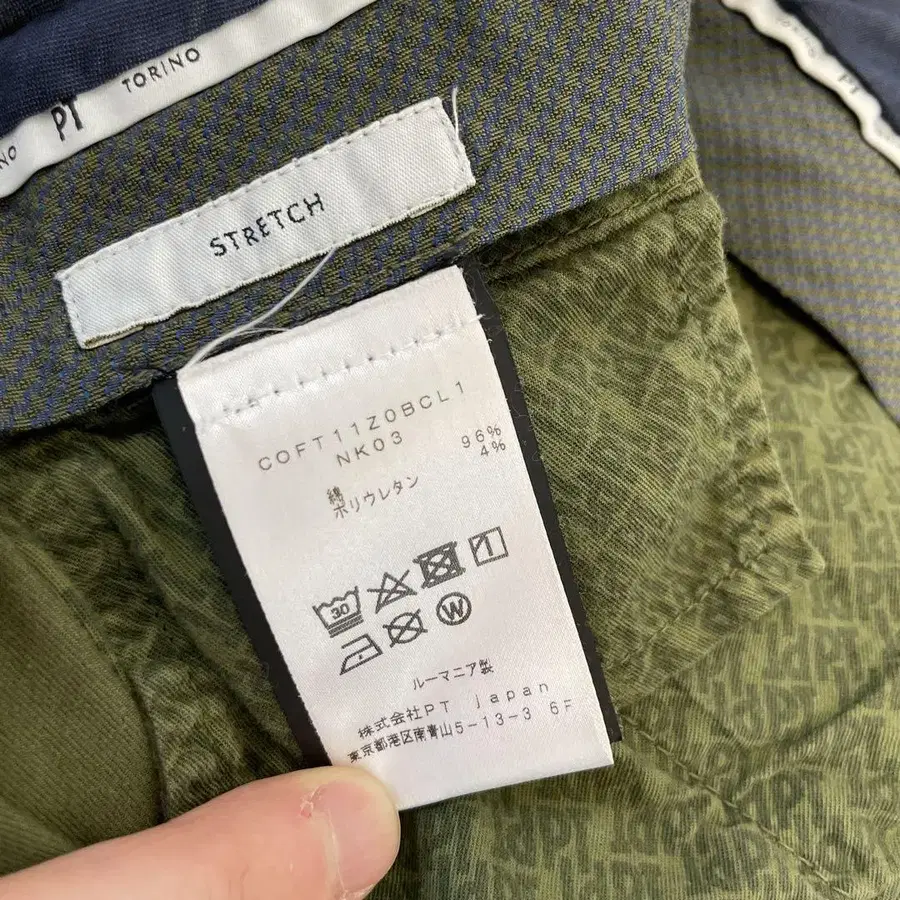 NO PT TORINO
STRETCH
COFT11Z0BCL1
NK03
綿 96%
ポリウレタン 4%
30
1
W
ルーマニア製
株式会社PT japan
東京都港区南青山5-13-3 6F